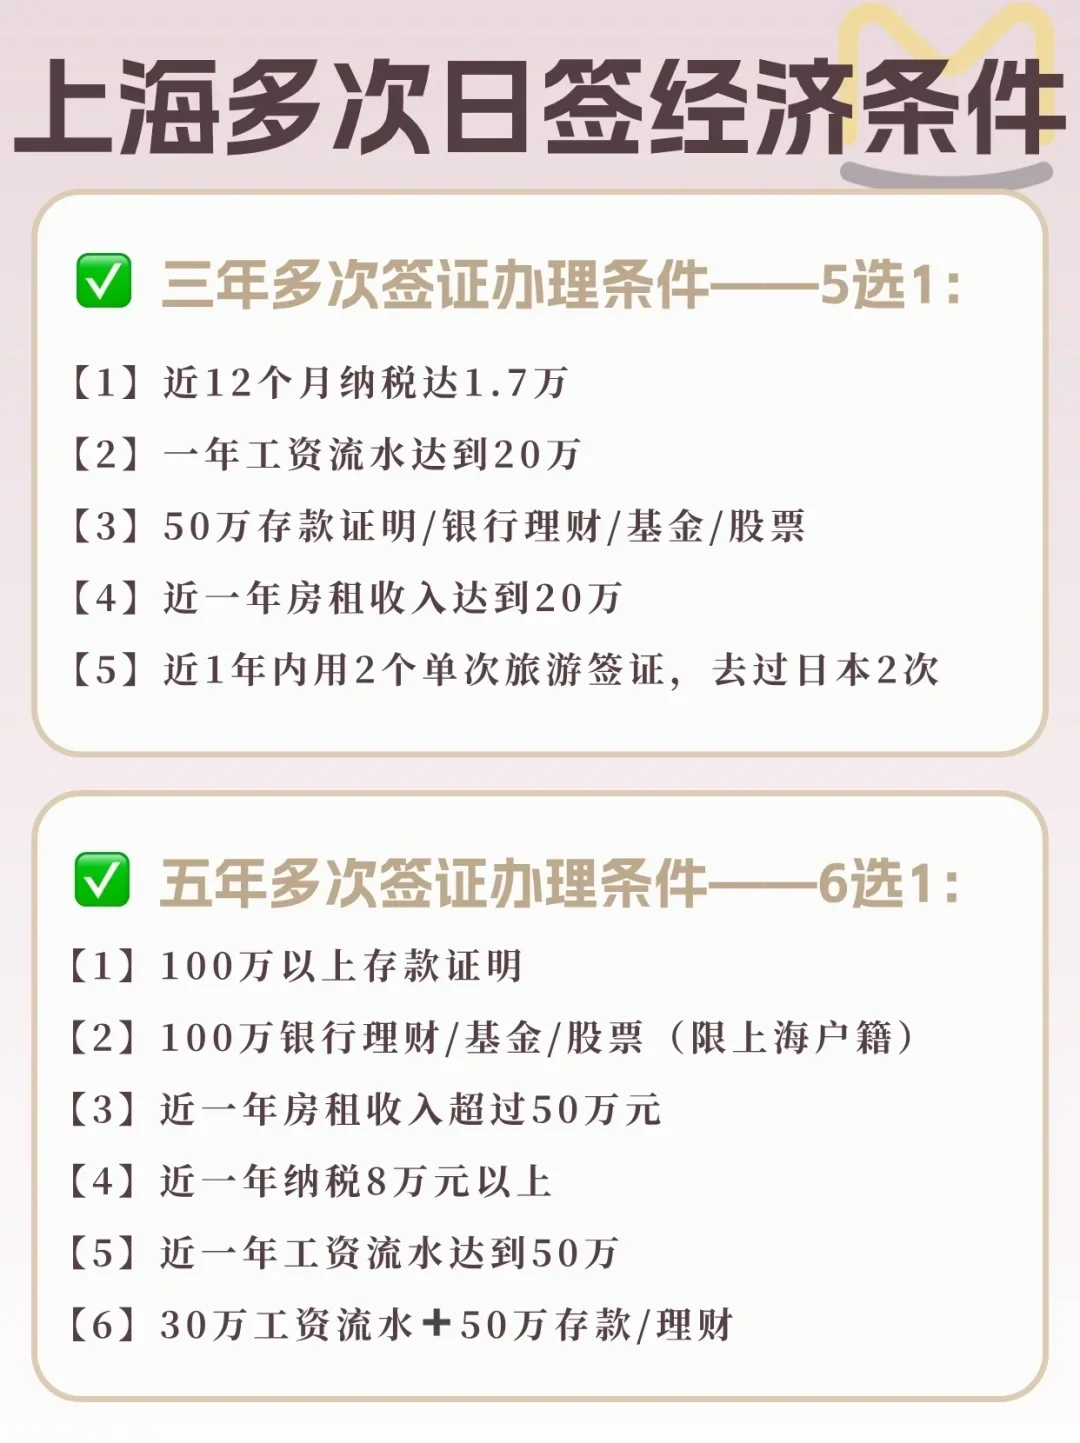 上海多次日签经济条件
✅ 三年多次签证办理条件——5选1:
【1】近12个月纳税达1.7万
【2】一年工资流水达到20万
【3】50万存款证明/银行理财/基金/股票
【4】近一年房租收入达到20万
【5】近1年内用2个单次旅游签证，去过日本2次
✅ 五年多次签证办理条件——6选1:
【1】100万以上存款证明
【2】100万银行理财/基金/股票（限上海户籍）
【3】近一年房租收入超过50万元
【4】近一年纳税8万元以上
【5】近一年工资流水达到50万
【6】30万工资流水➕50万存款/理财